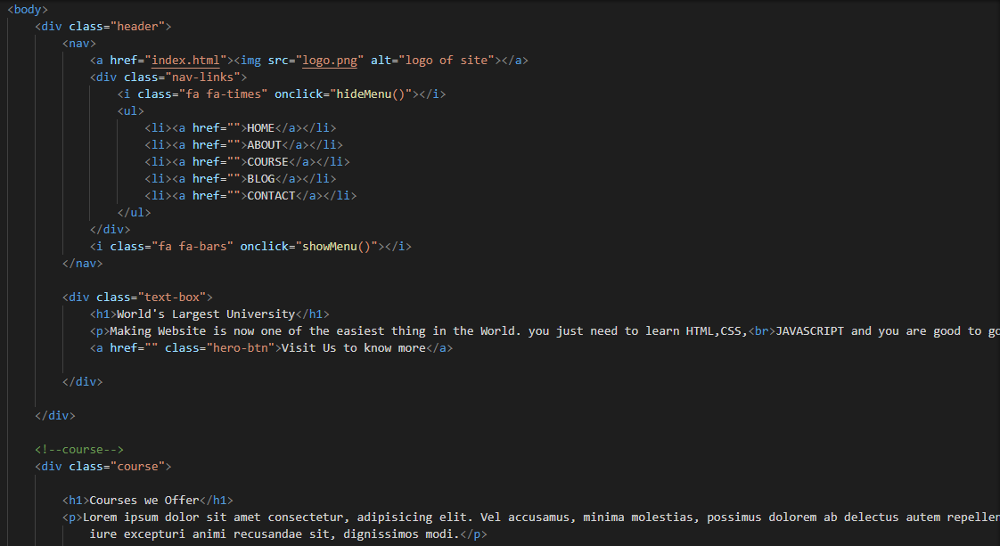 <body>
<div class="header">
<nav>
<a href="index.html"><img src="logo.png" alt="logo of site"></a>
<div class="nav-links">
<i class="fa fa-times" onclick="hideMenu()"></i>
<ul>
<li><a href="">HOME</a></li>
<li><a href="">ABOUT</a></li>
<li><a href="">COURSE</a></li>
<li><a href="">BLOG</a></li>
<li><a href="">CONTACT</a></li>
</ul>
</div>
<i class="fa fa-bars" onclick="showMenu()"></i>
</nav>
<div class="text-box">
<h1>World's Largest University</h1>
<p>Making Website is now one of the easiest thing in the World. you just need to learn HTML,CSS,<br>JAVASCRIPT and you are good to go
<a href="" class="hero-btn">Visit Us to know more</a>
</div>
</div>
<!--course-->
<div class="course">
<h1>Courses we Offer</h1>
<p>Lorem ipsum dolor sit amet consectetur, adipisicing elit. Vel accusamus, minima molestias, possimus dolorem ab delectus autem repellen
iure excepturi animi recusandae sit, dignissimos modi.</p>